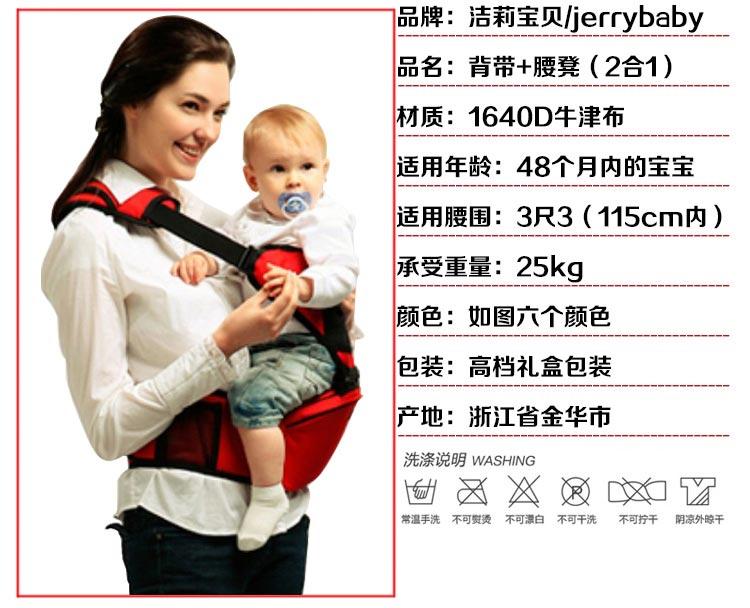 品牌：洁莉宝贝/jerrybaby
品名：背带+腰凳（2合1）
材质：1640D牛津布
适用年龄：48个月内的宝宝
适用腰围：3尺3（115cm内）
承受重量：25kg
颜色：如图六个颜色
包装：高档礼盒包装
产地：浙江省金华市
洗涤说明 WASHING
常温手洗 不可熨烫 不可漂白 不可干洗 不可拧干 阴凉外晾干